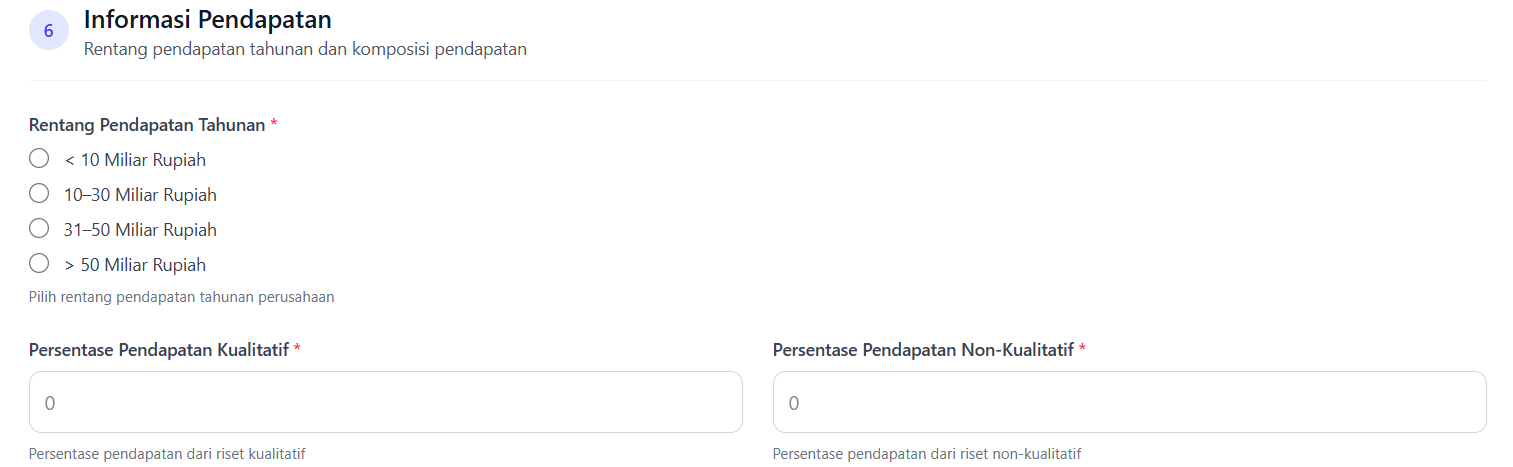 6
Informasi Pendapatan
Rentang pendapatan tahunan dan komposisi pendapatan
Rentang Pendapatan Tahunan *
< 10 Miliar Rupiah
10–30 Miliar Rupiah
31–50 Miliar Rupiah
> 50 Miliar Rupiah
Pilih rentang pendapatan tahunan perusahaan
Persentase Pendapatan Kualitatif *
0
Persentase pendapatan dari riset kualitatif
Persentase Pendapatan Non-Kualitatif *
0
Persentase pendapatan dari riset non-kualitatif